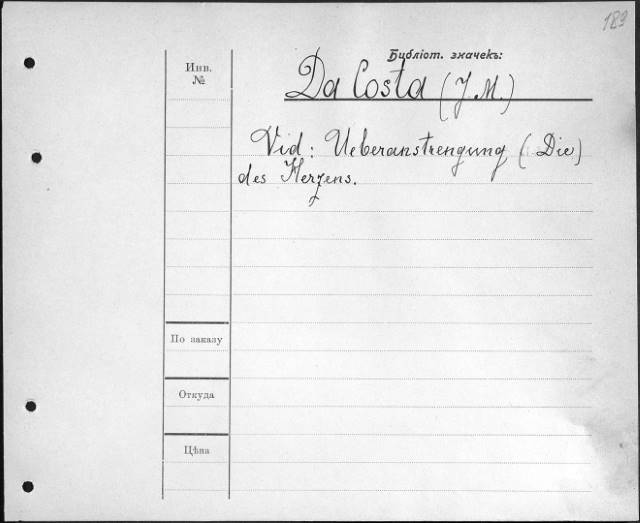 189
Библіот. значекъ:
Инв.
№
Da Costa (J. M.)
Vid: Ueberanstrengung (Die)
des Herzens.
По заказу
Откуда
Цѣна